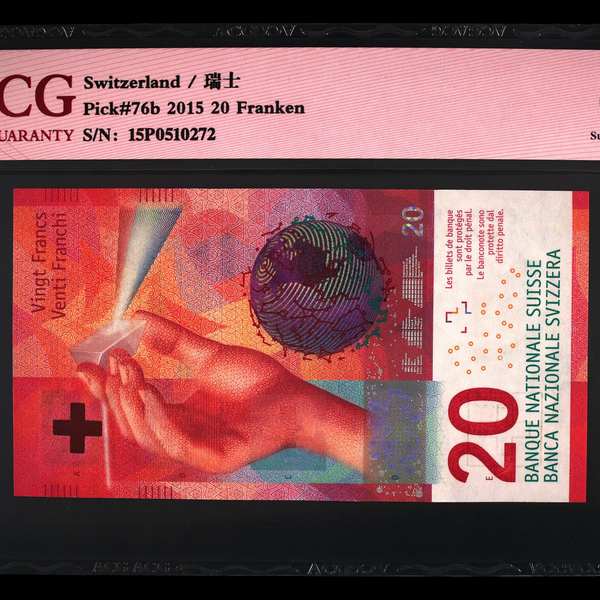 CG
UARANTY
Switzerland / 瑞士
Pick#76b 2015 20 Franken
S/N: 15P0510272
Su
Vingt Francs
Venti Franchi
20
Les billets de banque
sont protégés
par le droit pénal.
Le banconote sono
protette dal
diritto penale.
20
E
BANQUE NATIONALE SUISSE
BANCA NAZIONALE SVIZZERA
A
C
D